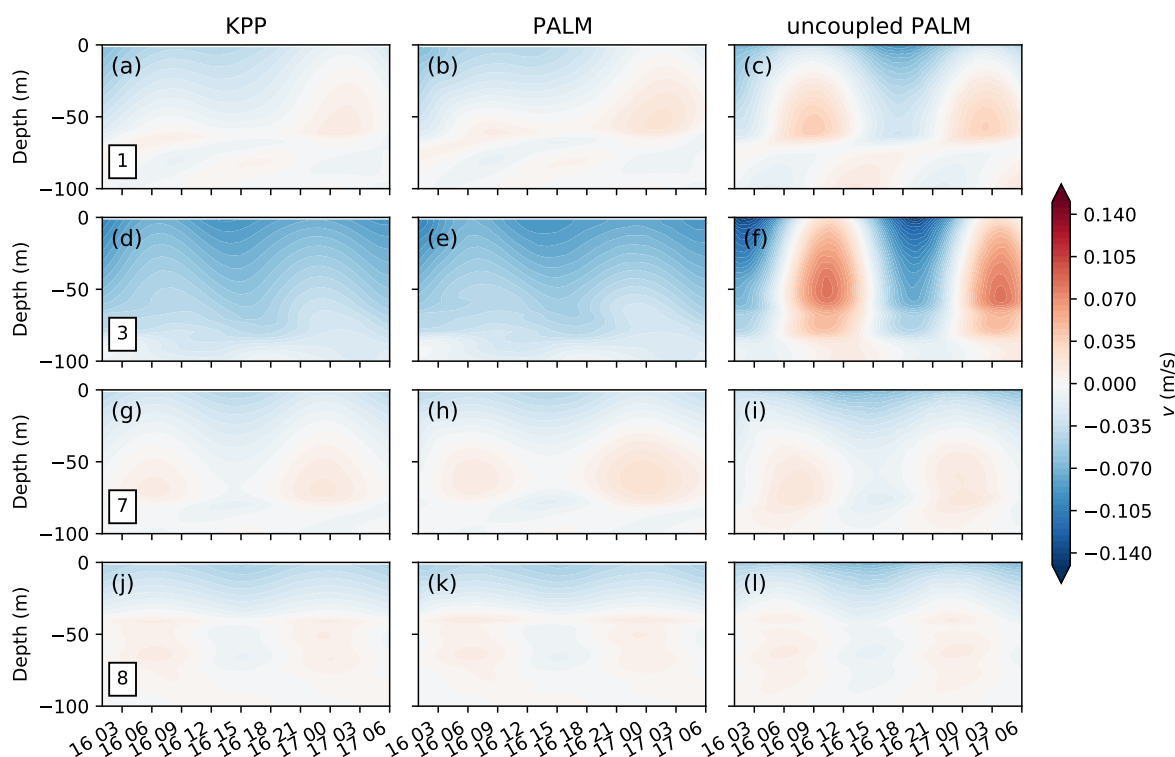 KPP PALM uncoupled PALM
Depth (m) 0 −50 −100 (a) 1 (b) (c)
Depth (m) 0 −50 −100 (d) 3 (e) (f)
Depth (m) 0 −50 −100 (g) 7 (h) (i)
Depth (m) 0 −50 −100 (j) 8 (k) (l)
16 03 16 06 16 09 16 12 16 15 16 18 16 21 17 00 17 03 17 06
16 03 16 06 16 09 16 12 16 15 16 18 16 21 17 00 17 03 17 06
16 03 16 06 16 09 16 12 16 15 16 18 16 21 17 00 17 03 17 06
0.140
0.105
0.070
0.035
0.000
−0.035
−0.070
−0.105
−0.140
v (m/s)